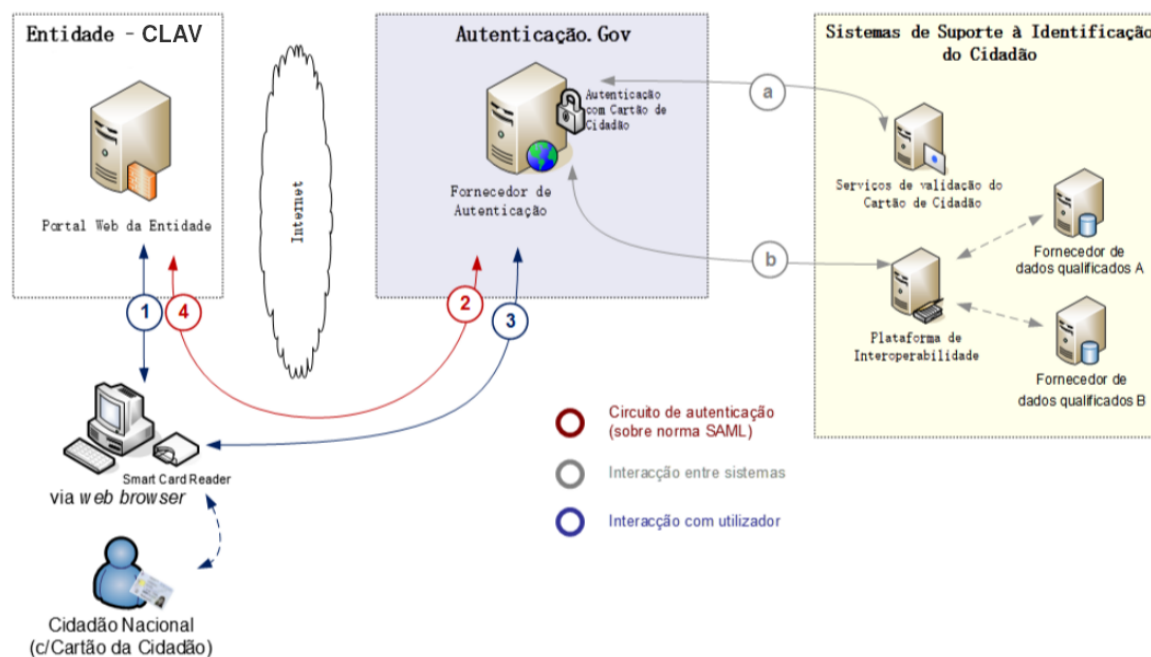 Entidade - CLAV
Portal Web da Entidade
Internet
Autenticação.Gov
Autenticação
com Cartão de
Cidadão
Fornecedor de
Autenticação
Sistemas de Suporte à Identificação
do Cidadão
Serviços de validação do
Cartão de Cidadão
Fornecedor de
dados qualificados A
Plataforma de
Interoperabilidade
Fornecedor de
dados qualificados B
a
b
1
4
2
3
Smart Card Reader
via web browser
Cidadão Nacional
(c/Cartão da Cidadão)
Circuito de autenticação
(sobre norma SAML)
Interacção entre sistemas
Interacção com utilizador